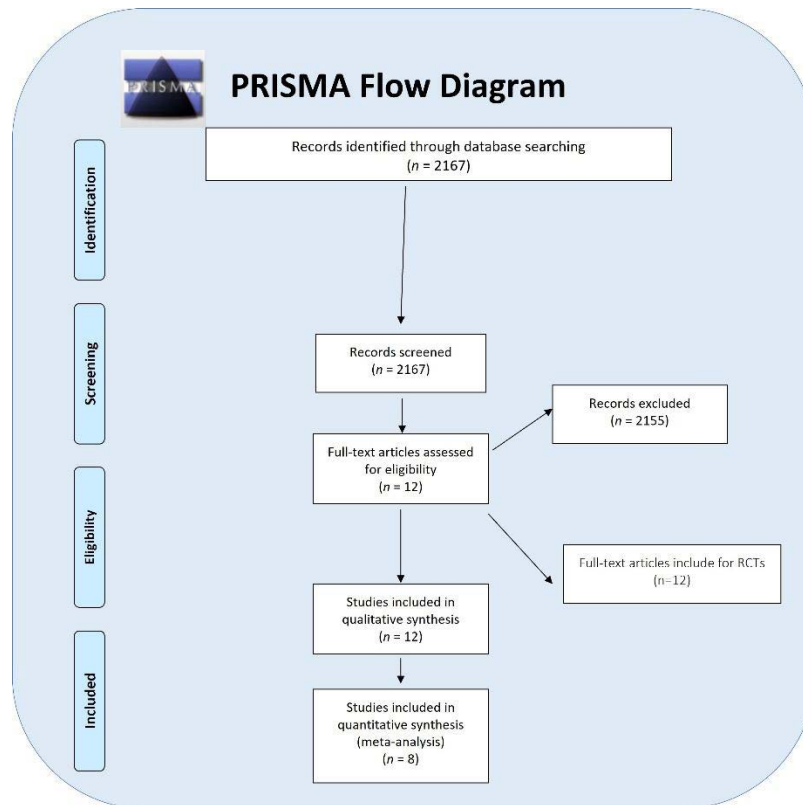 PRISMA
PRISMA Flow Diagram
Identification
Records identified through database searching
(n = 2167)
Screening
Records screened
(n = 2167)
Records excluded
(n = 2155)
Full-text articles assessed
for eligibility
(n = 12)
Eligibility
Full-text articles include for RCTs
(n=12)
Studies included in
qualitative synthesis
(n = 12)
Included
Studies included in
quantitative synthesis
(meta-analysis)
(n = 8)